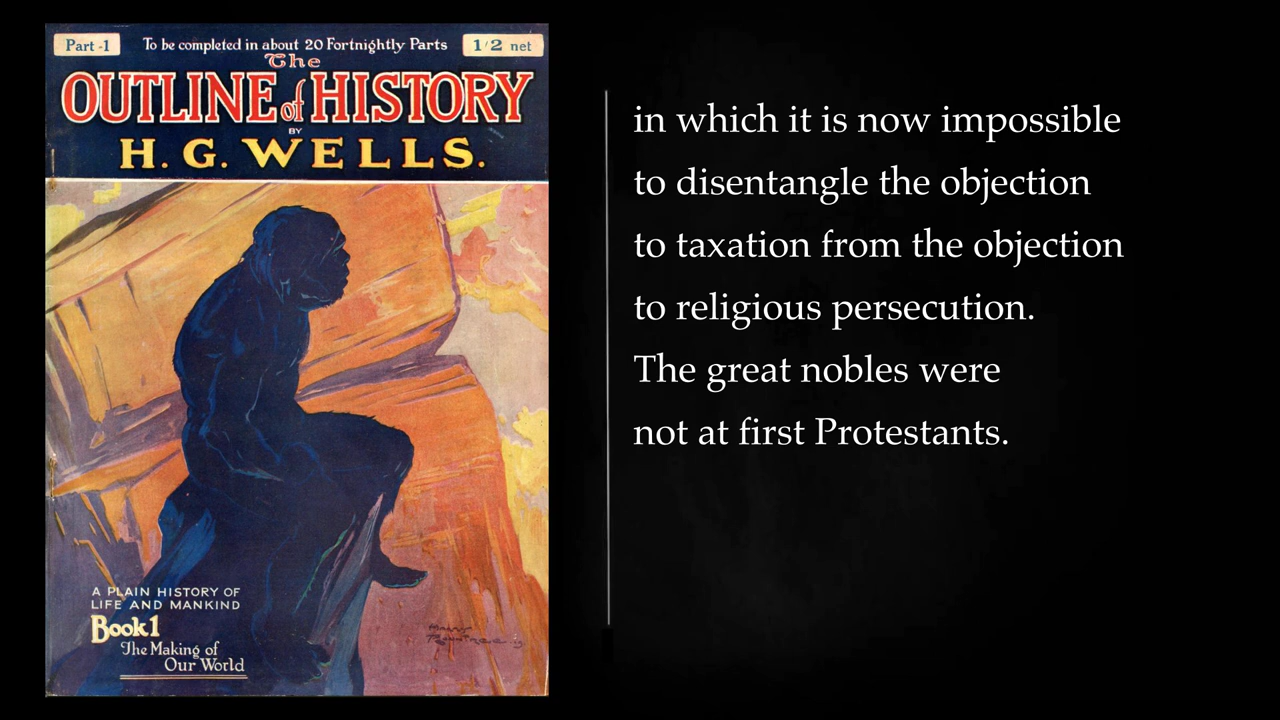 Part -1
To be completed in about 20 Fortnightly Parts
1/2 net
The
OUTLINE of HISTORY
BY
H. G. WELLS.
A PLAIN HISTORY OF
LIFE AND MANKIND
Book 1
The Making of
Our World
in which it is now impossible
to disentangle the objection
to taxation from the objection
to religious persecution.
The great nobles were
not at first Protestants.